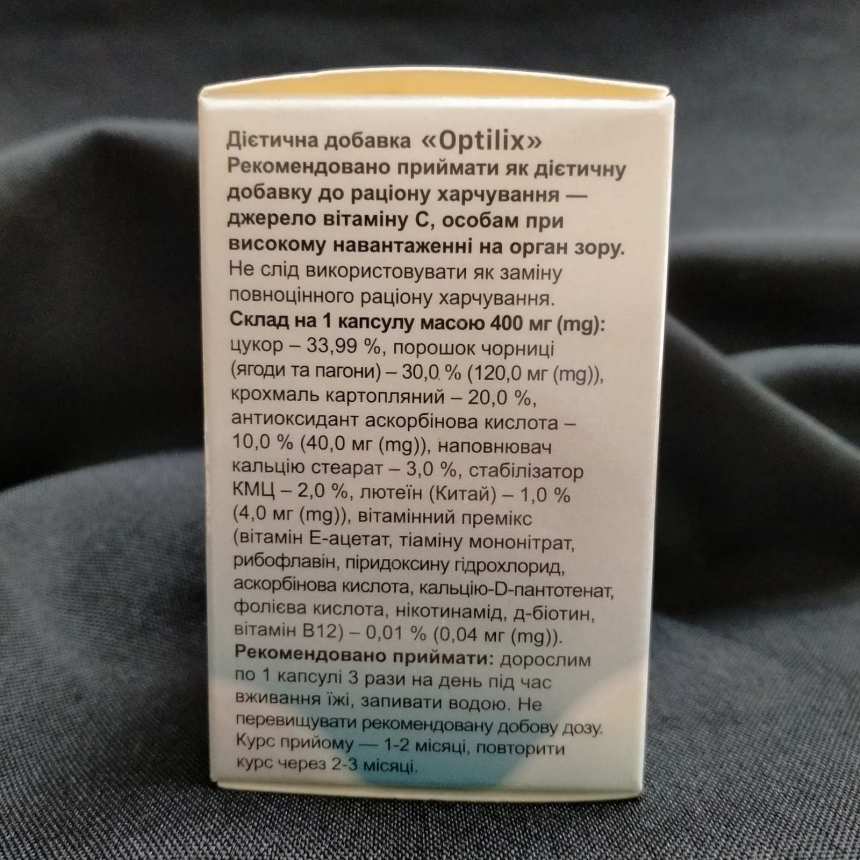 Дієтична добавка «Optilix»
Рекомендовано приймати як дієтичну
добавку до раціону харчування —
джерело вітаміну С, особам при
високому навантаженні на орган зору.
Не слід використовувати як заміну
повноцінного раціону харчування.
Склад на 1 капсулу масою 400 мг (mg):
цукор – 33,99 %, порошок чорниці
(ягоди та пагони) – 30,0 % (120,0 мг (mg)),
крохмаль картопляний – 20,0 %,
антиоксидант аскорбінова кислота –
10,0 % (40,0 мг (mg)), наповнювач
кальцію стеарат – 3,0 %, стабілізатор
КМЦ – 2,0 %, лютеїн (Китай) – 1,0 %
(4,0 мг (mg)), вітамінний премікс
(вітамін Е-ацетат, тіаміну мононітрат,
рибофлавін, піридоксину гідрохлорид,
аскорбінова кислота, кальцію-D-пантотенат,
фолієва кислота, нікотинамід, д-біотин,
вітамін В12) – 0,01 % (0,04 мг (mg)).
Рекомендовано приймати: дорослим
по 1 капсулі 3 рази на день під час
вживання їжі, запивати водою. Не
перевищувати рекомендовану добову дозу.
Курс прийому — 1-2 місяці, повторити
курс через 2-3 місяці.